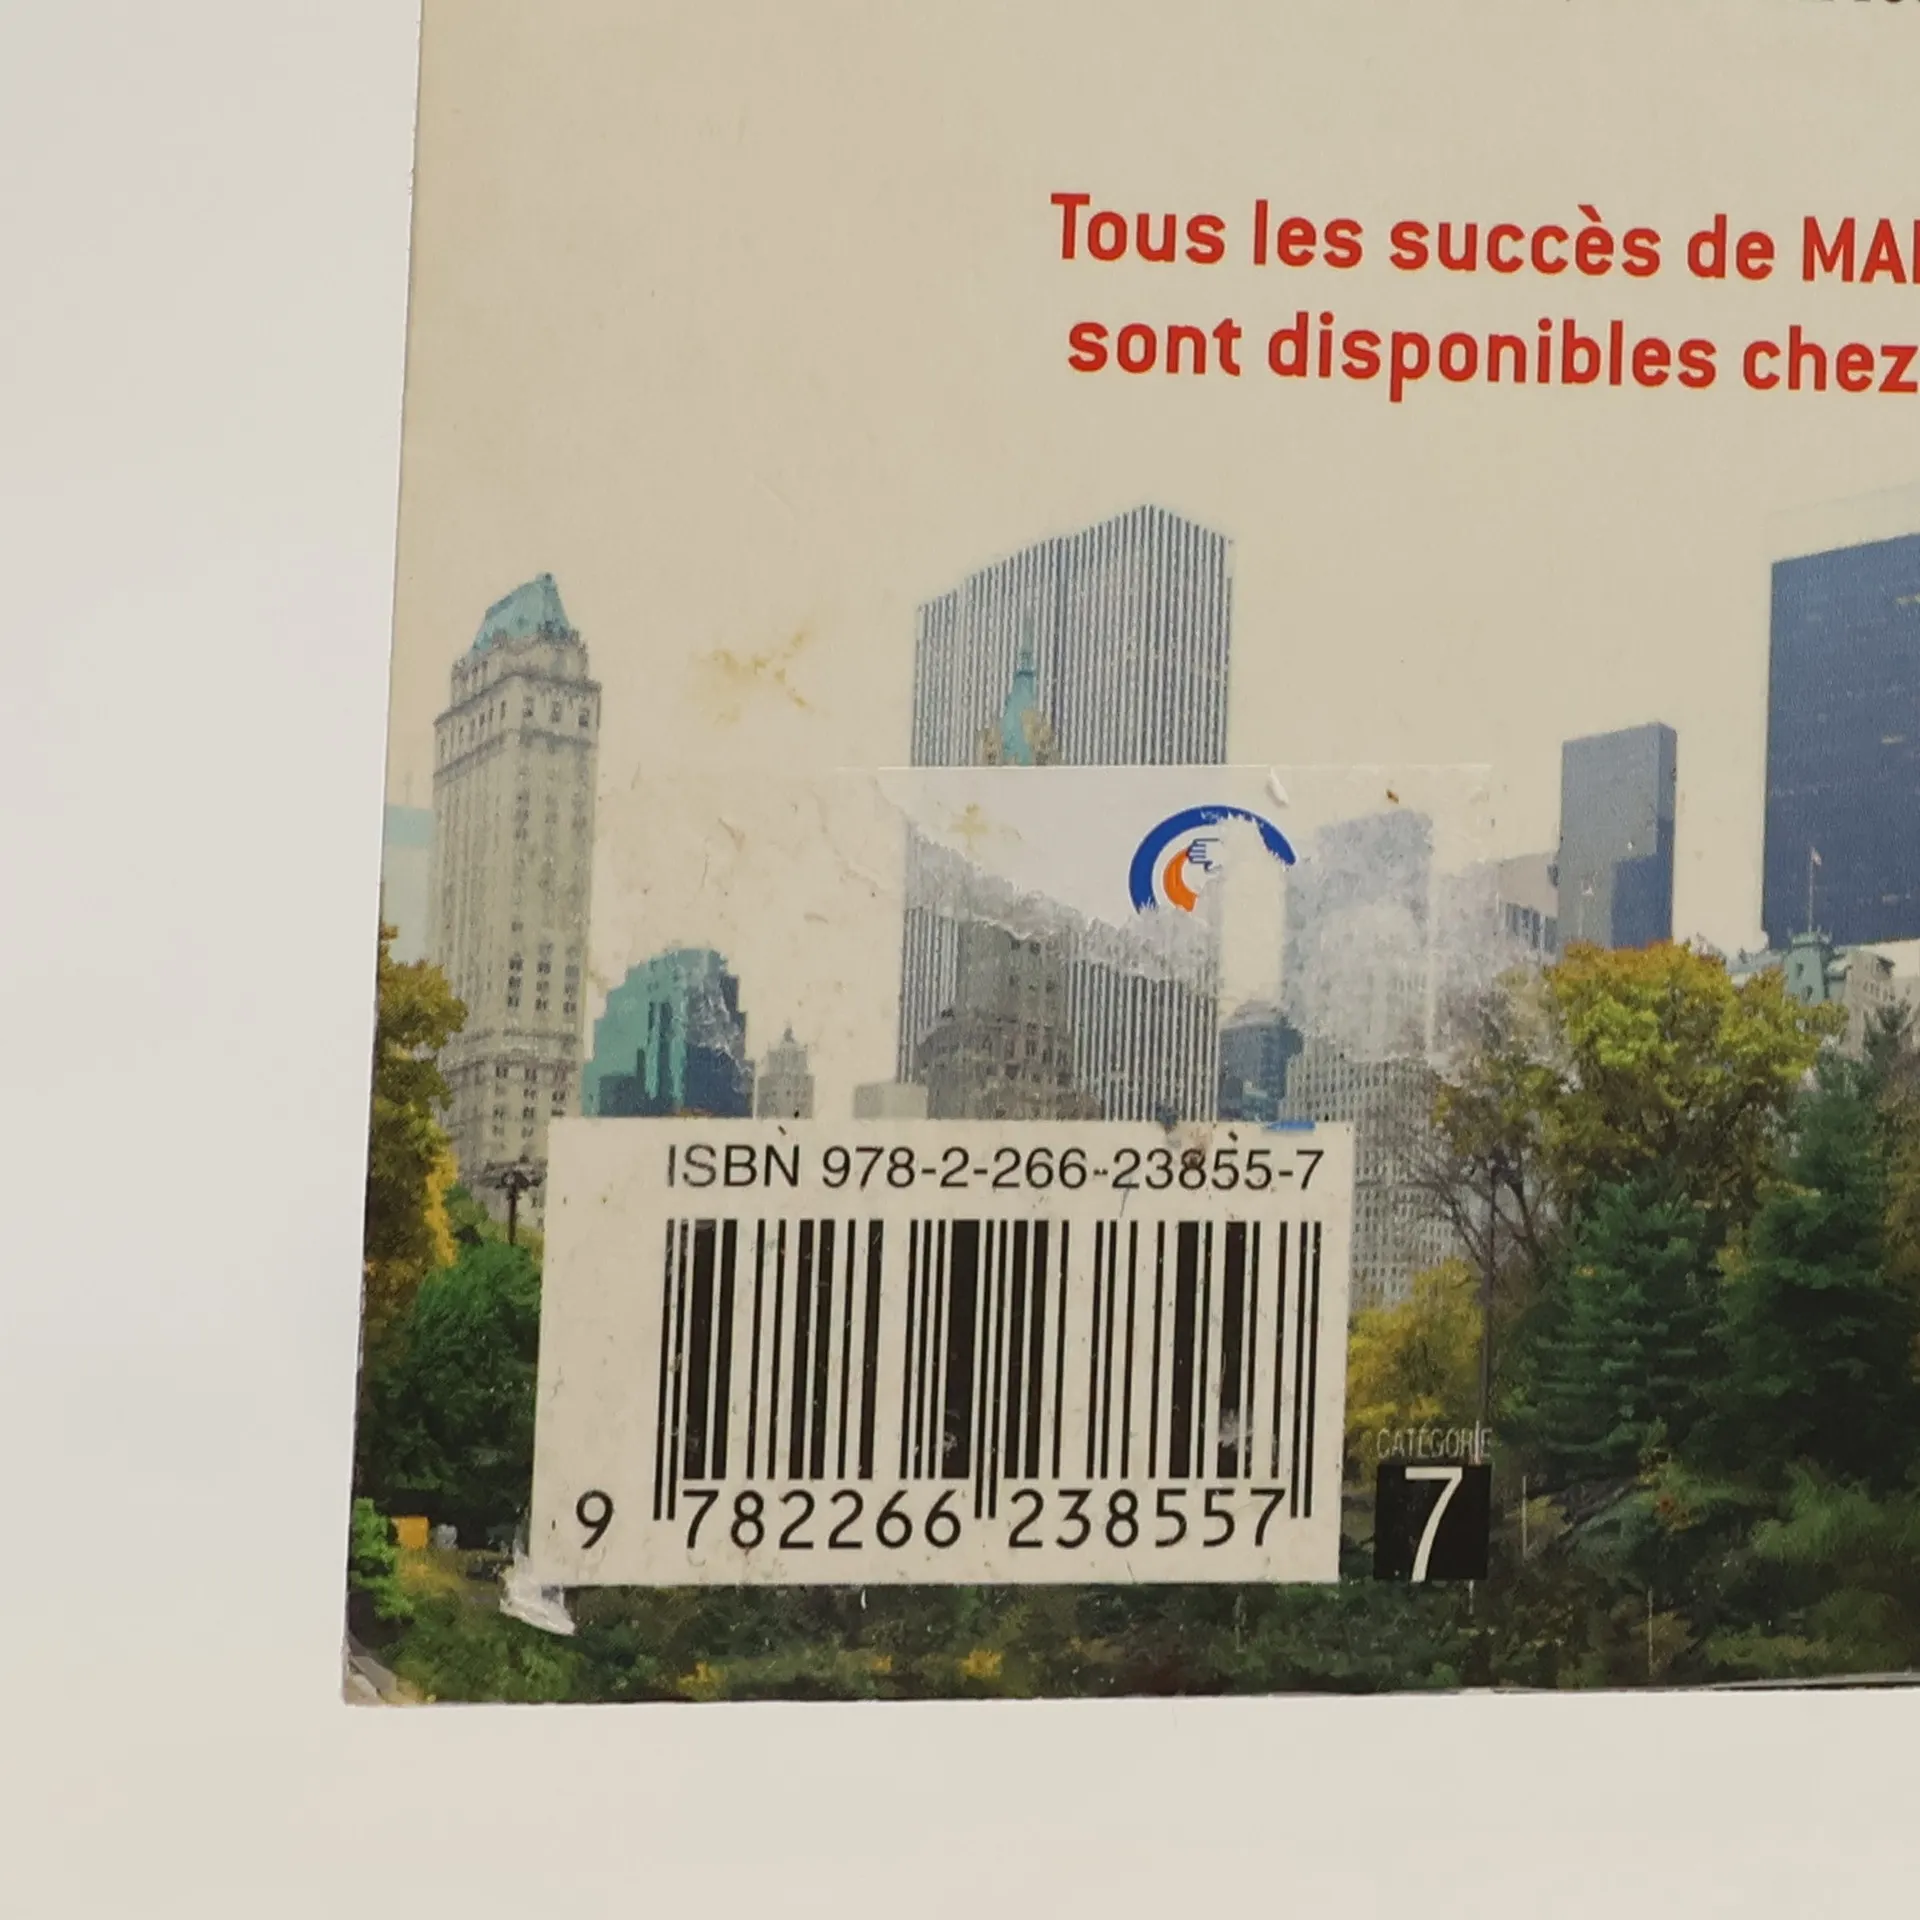 Tous les succès de MA
sont disponibles chez
ISBN 978-2-266-23855-7
9 782266 238557
CATÉGORIE
7